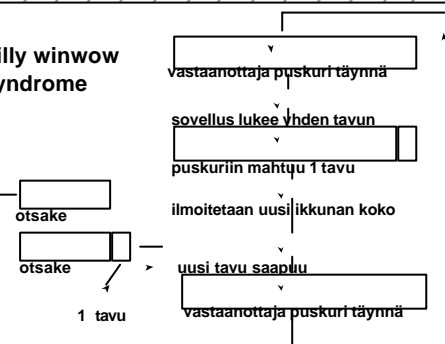 illy winwow
yndrome
vastaanottaja puskuri täynnä
sovellus lukee yhden tavun
puskuriin mahtuu 1 tavu
otsake
ilmoitetaan uusi ikkunan koko
otsake
uusi tavu saapuu
1 tavu
vastaanottaja puskuri täynnä